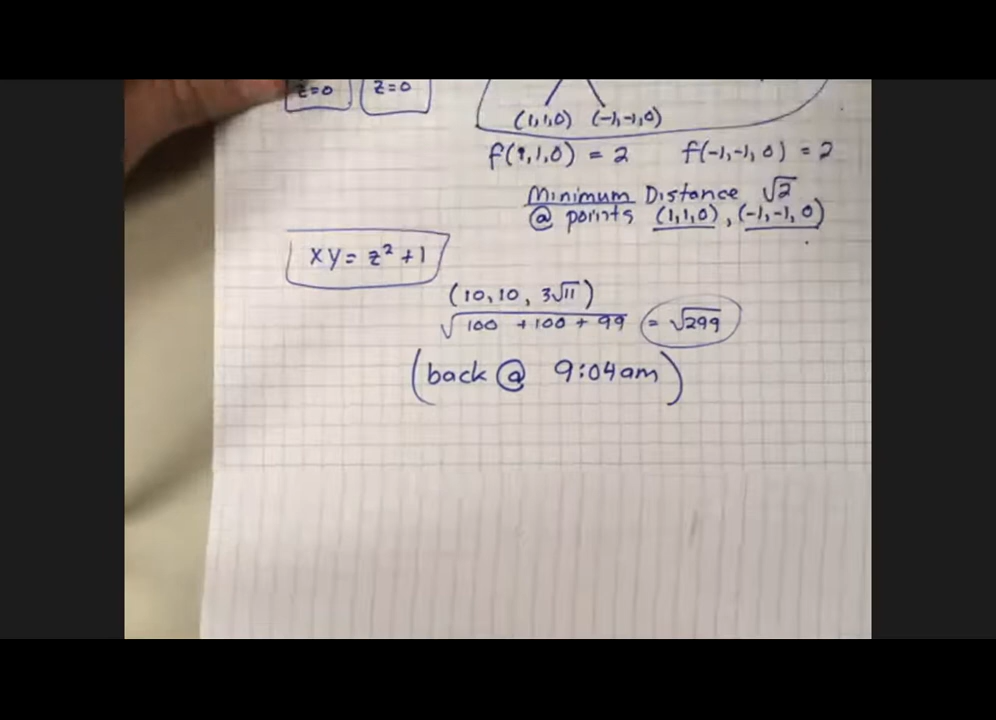 z=0 z=0
(1,1,0) (-1,-1,0)
f(1,1,0) = 2 f(-1,-1,0) = 2
Minimum Distance √2
@ points (1,1,0), (-1,-1,0)
xy = z² + 1
(10, 10, 3√11)
√100 + 100 + 99 = √299
(back @ 9:04am)